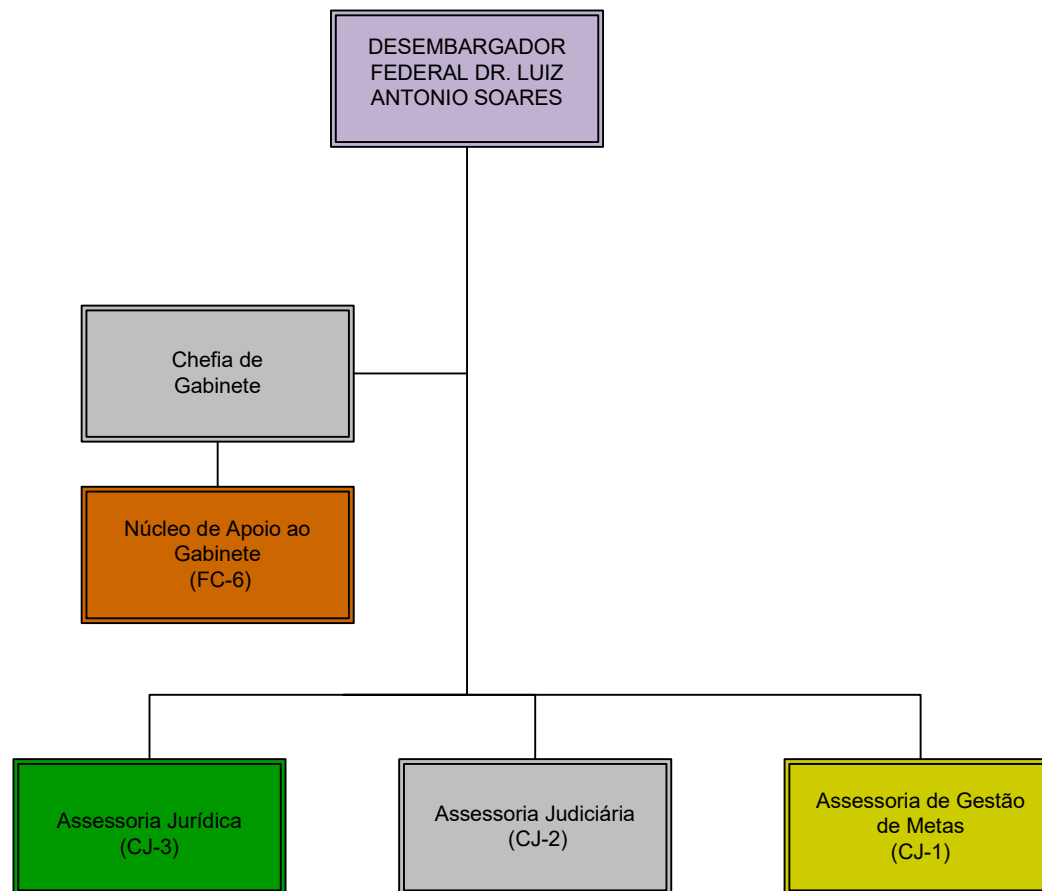 DESEMBARGADOR
FEDERAL DR. LUIZ
ANTONIO SOARES
Chefia de
Gabinete
Núcleo de Apoio ao
Gabinete
(FC-6)
Assessoria Jurídica
(CJ-3)
Assessoria Judiciária
(CJ-2)
Assessoria de Gestão
de Metas
(CJ-1)